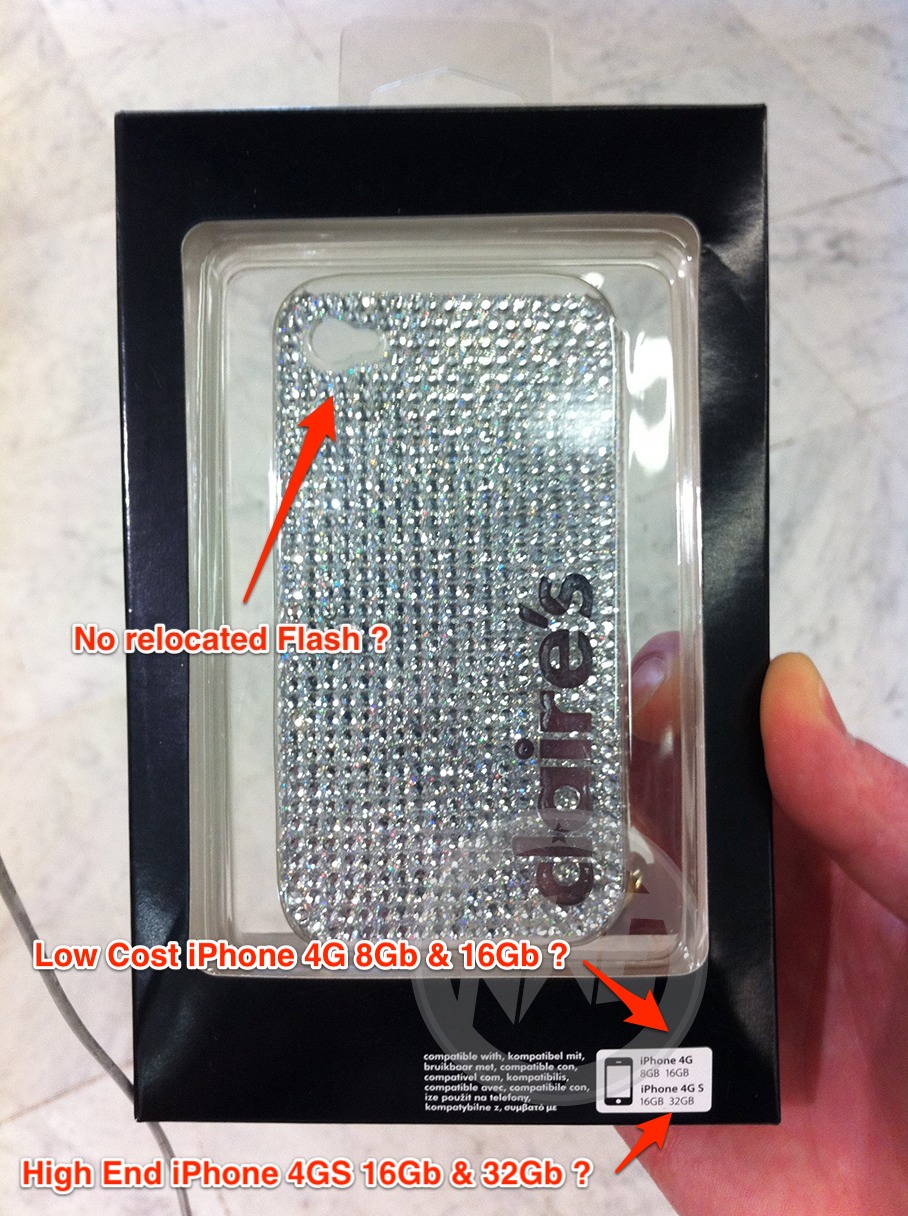 No relocated Flash ?
claire's
Low Cost iPhone 4G 8Gb & 16Gb ?
compatible with, kompatibel mit,
bruikbaar met, compatible con,
compativel com, kompatibilis,
compatible avec, compatibile con,
ize použít na telefony,
kompatybilne z, συμβατό με
iPhone 4G
8GB 16GB
iPhone 4G S
16GB 32GB
High End iPhone 4GS 16Gb & 32Gb ?